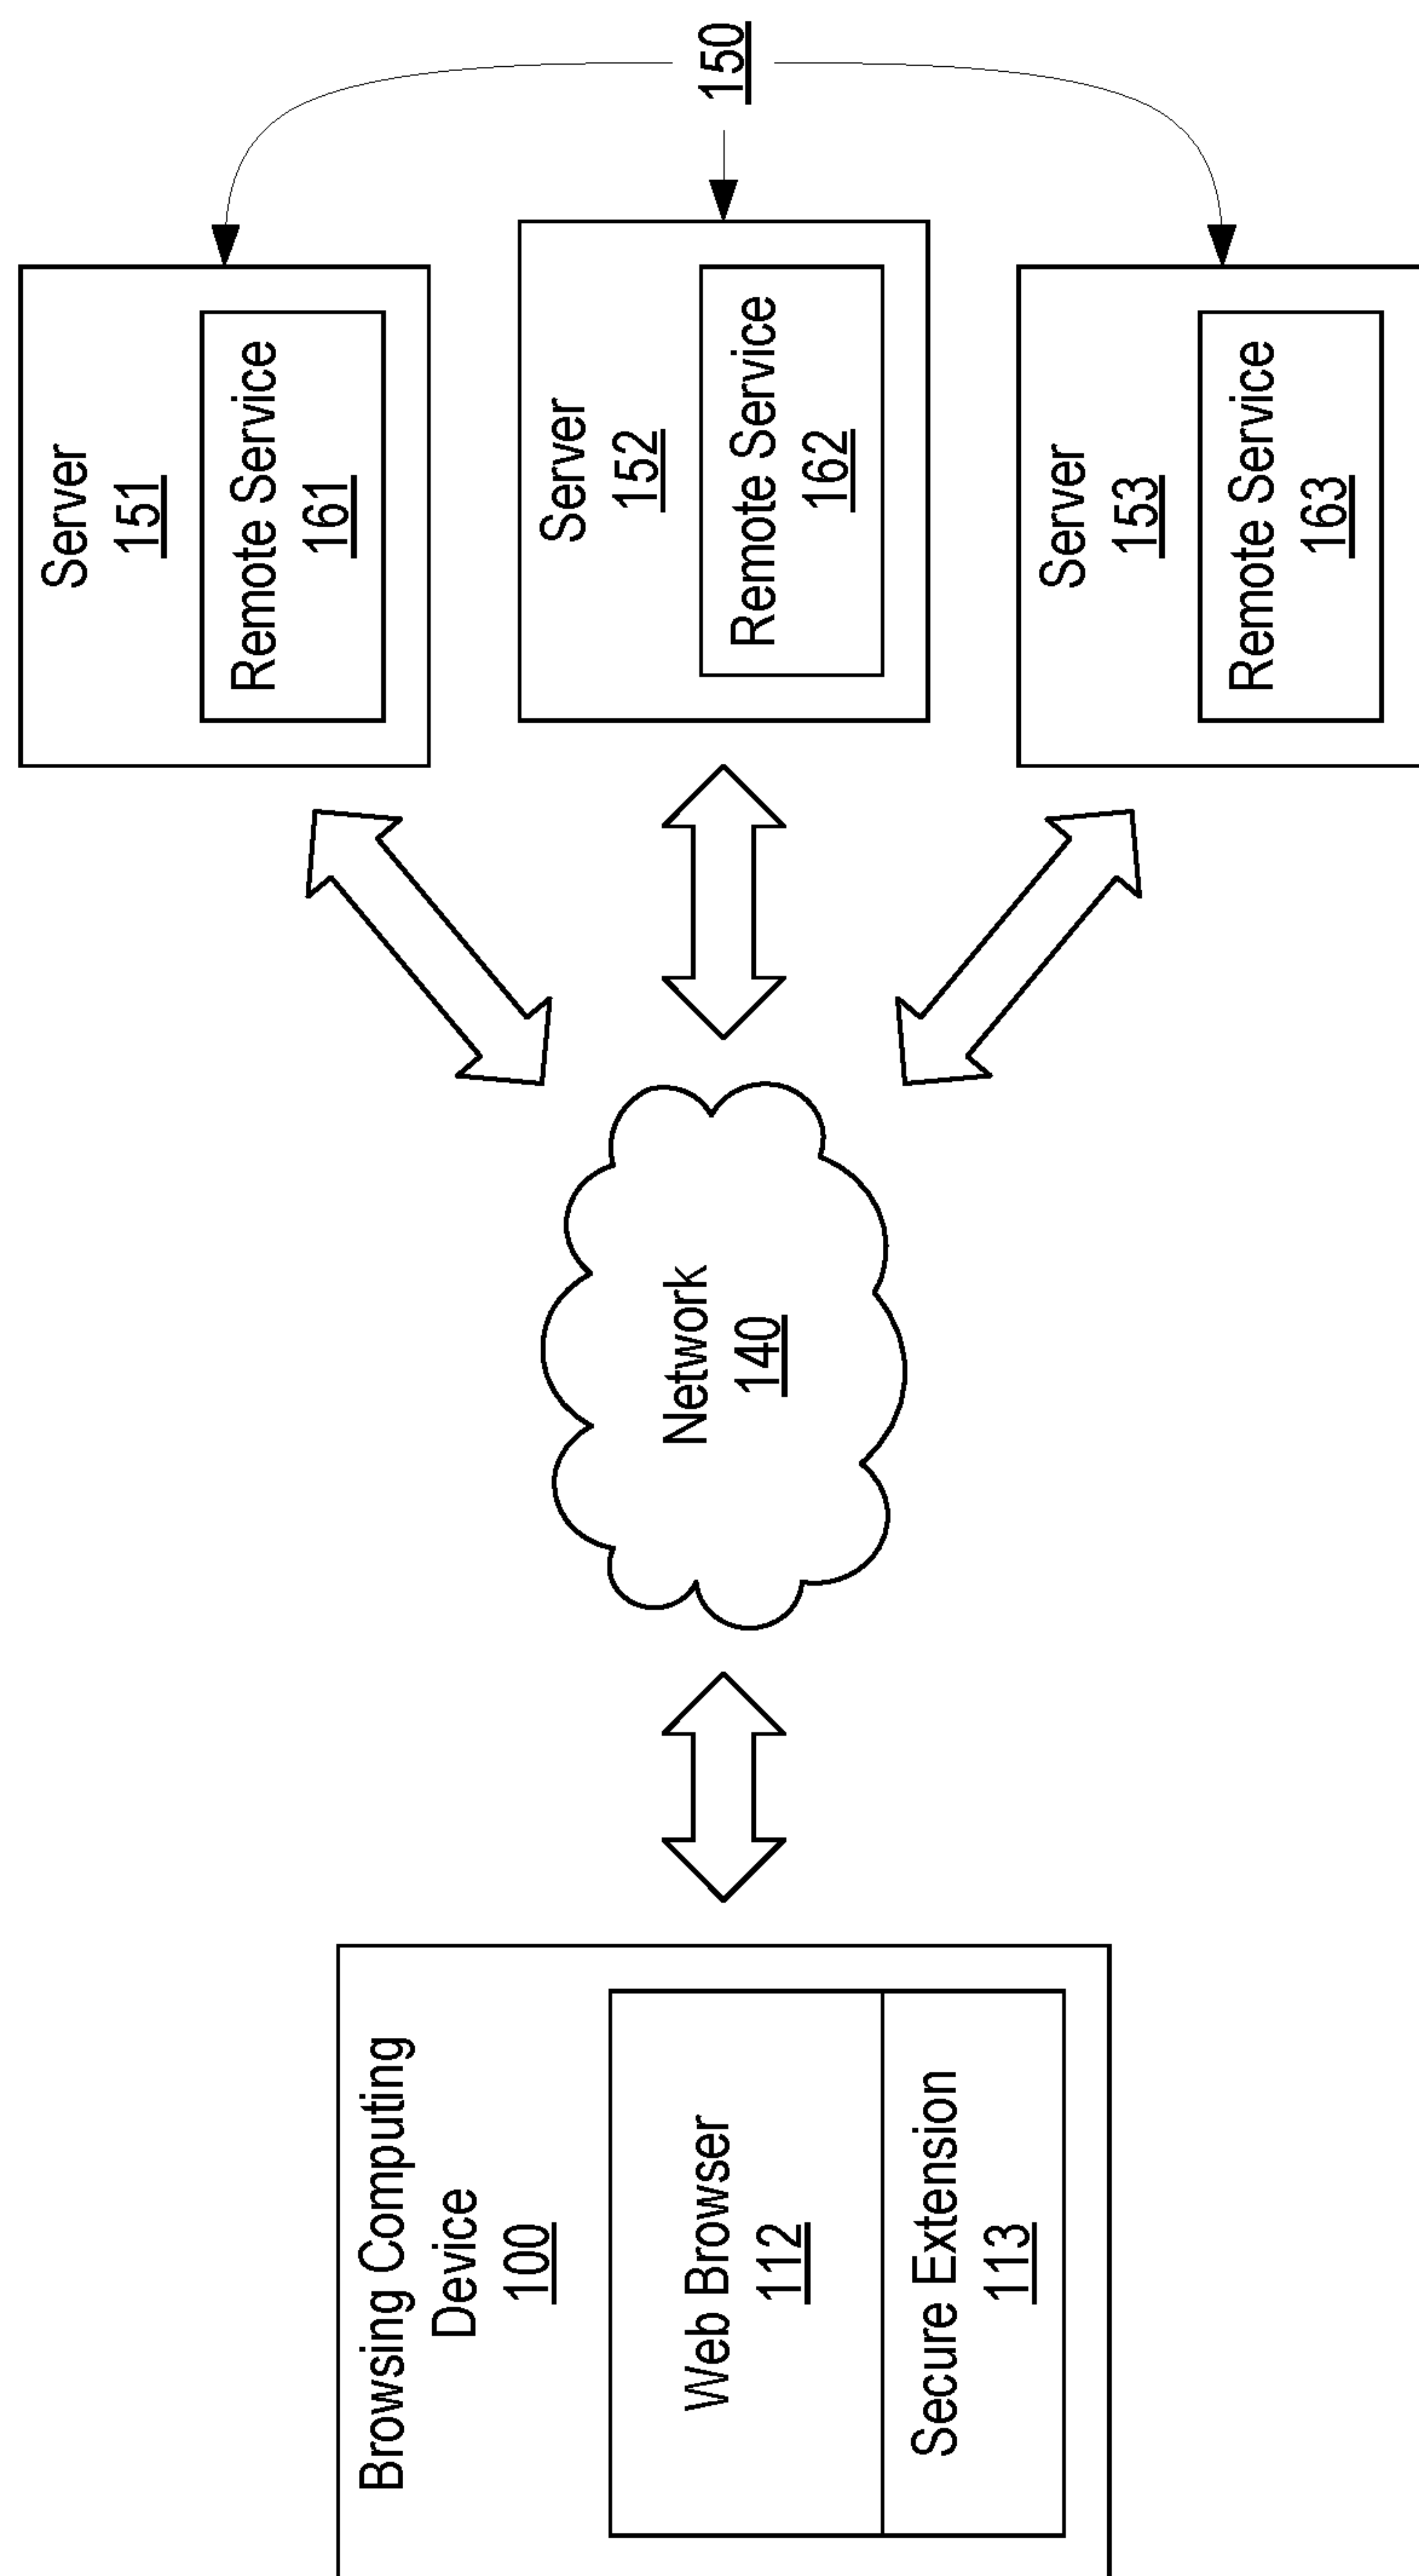 Browsing Computing
Device
100
Web Browser
112
Secure Extension
113
Network
140
Server
151
Remote Service
161
Server
152
Remote Service
162
Server
153
Remote Service
163
150